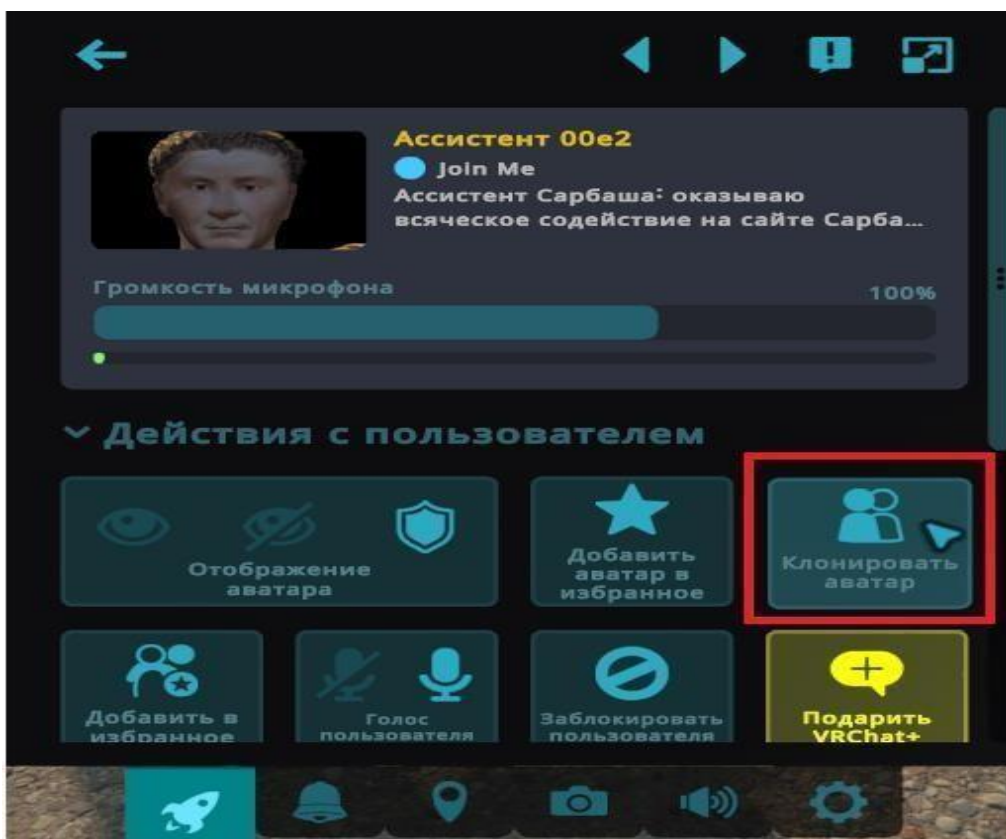 Ассистент 00e2
Join Me
Ассистент Сарбаша: оказываю
всяческое содействие на сайте Сарба...
Громкость микрофона
100%
Действия с пользователем
Отображение
аватара
Добавить
аватар в
избранное
Клонировать
аватар
Добавить в
избранное
Голос
пользователя
Заблокировать
пользователя
Подарить
VRChat+